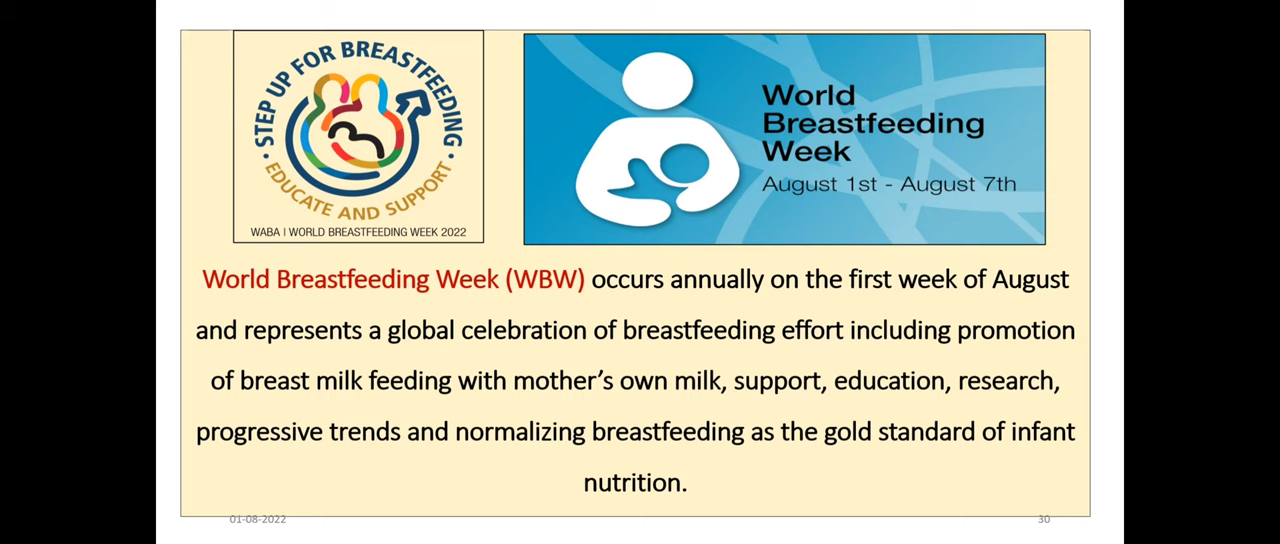 · STEP UP FOR BREASTFEEDING ·
EDUCATE AND SUPPORT
WABA | WORLD BREASTFEEDING WEEK 2022
World
Breastfeeding
Week
August 1st - August 7th
World Breastfeeding Week (WBW) occurs annually on the first week of August
and represents a global celebration of breastfeeding effort including promotion
of breast milk feeding with mother’s own milk, support, education, research,
progressive trends and normalizing breastfeeding as the gold standard of infant
nutrition.
01-08-2022
30